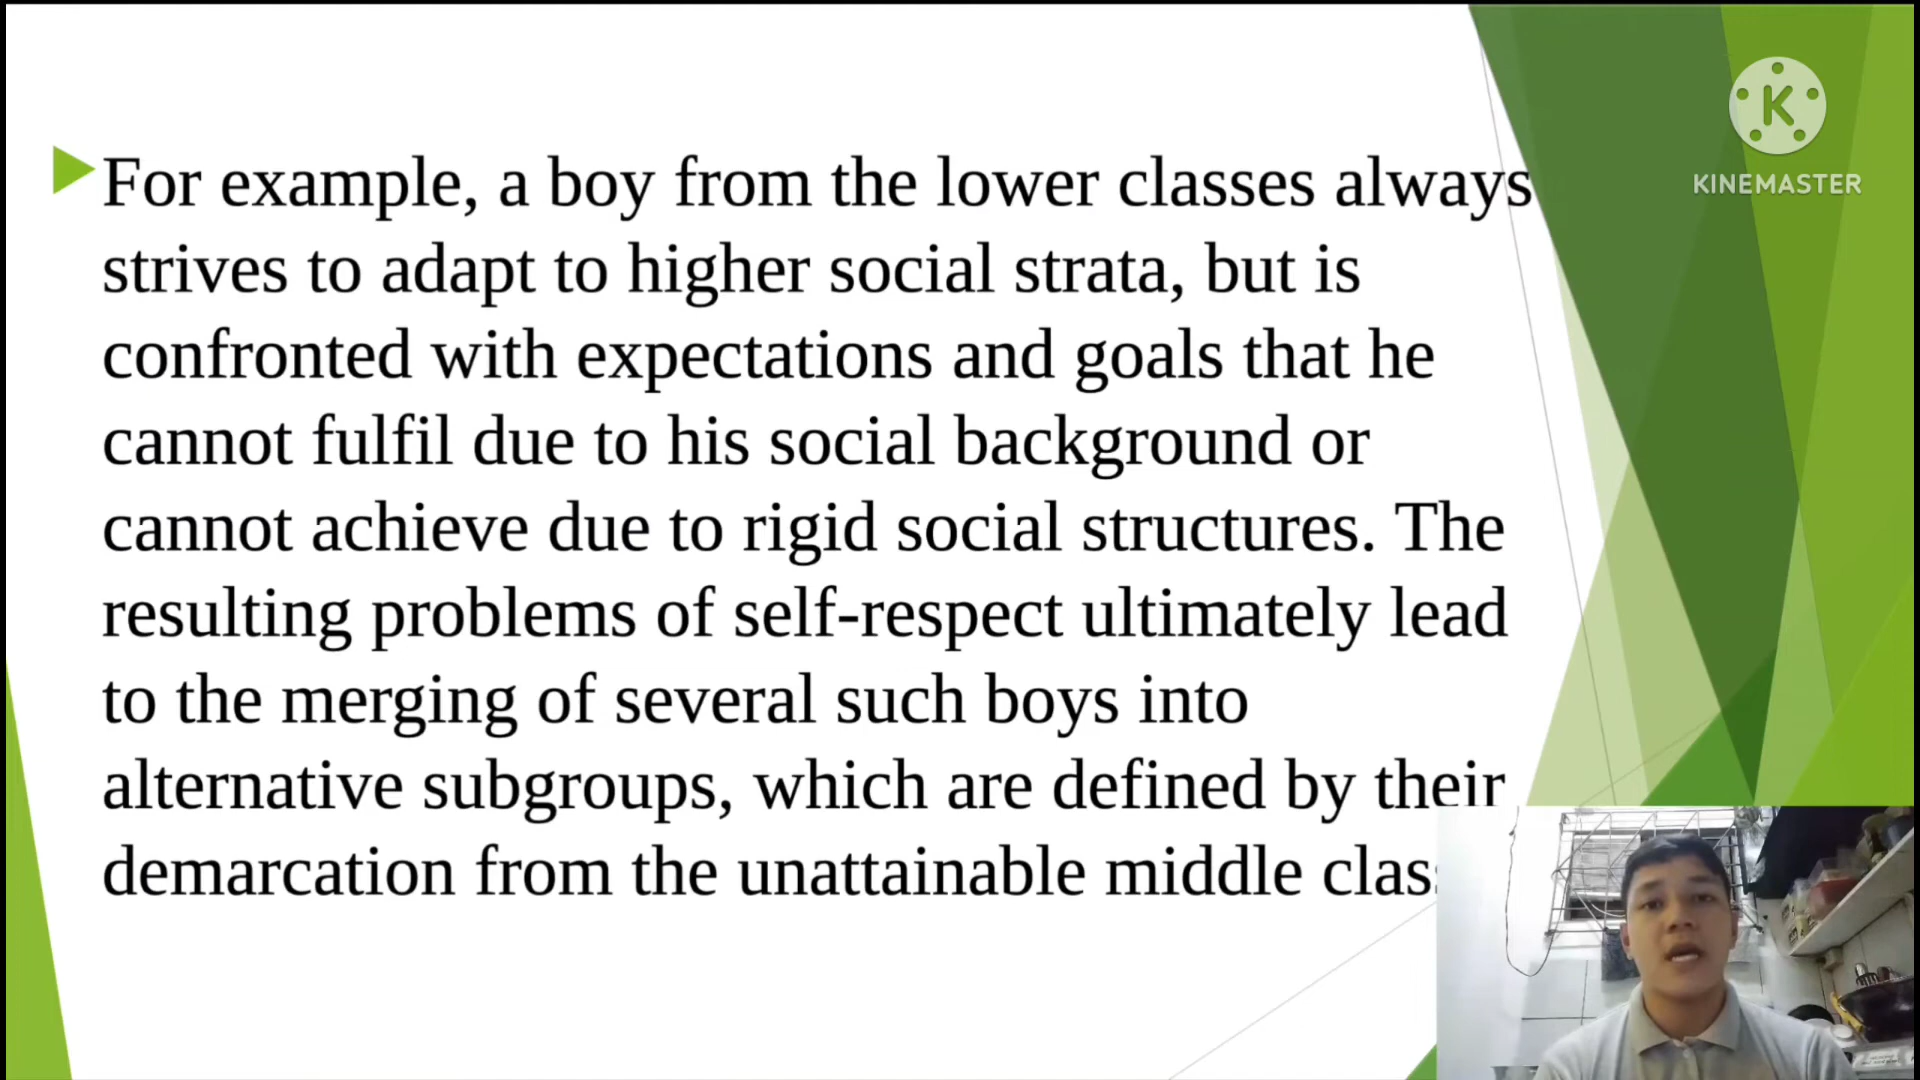 For example, a boy from the lower classes always
strives to adapt to higher social strata, but is
confronted with expectations and goals that he
cannot fulfil due to his social background or
cannot achieve due to rigid social structures. The
resulting problems of self-respect ultimately lead
to the merging of several such boys into
alternative subgroups, which are defined by their
demarcation from the unattainable middle
K
KINEMASTER